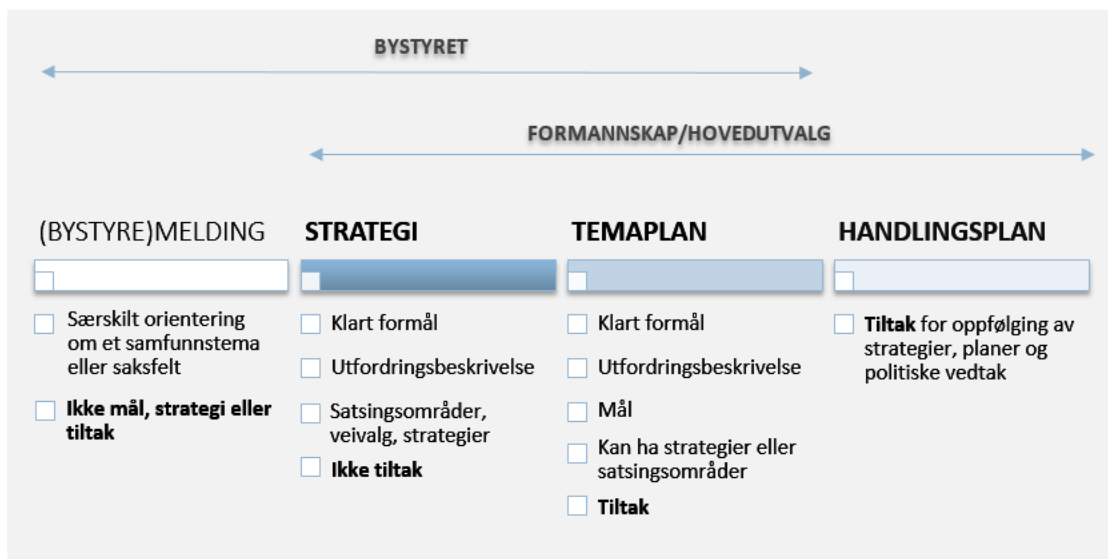 BYSTYRET
FORMANNSKAP/HOVEDUTVALG
(BYSTYRE)MELDING
Særskilt orientering
om et samfunnstema
eller saksfelt
Ikke mål, strategi eller
tiltak
STRATEGI
Klart formål
Utfordringsbeskrivelse
Satsingsområder,
veivalg, strategier
Ikke tiltak
TEMAPLAN
Klart formål
Utfordringsbeskrivelse
Mål
Kan ha strategier eller
satsingsområder
Tiltak
HANDLINGSPLAN
Tiltak for oppfølging av
strategier, planer og
politiske vedtak